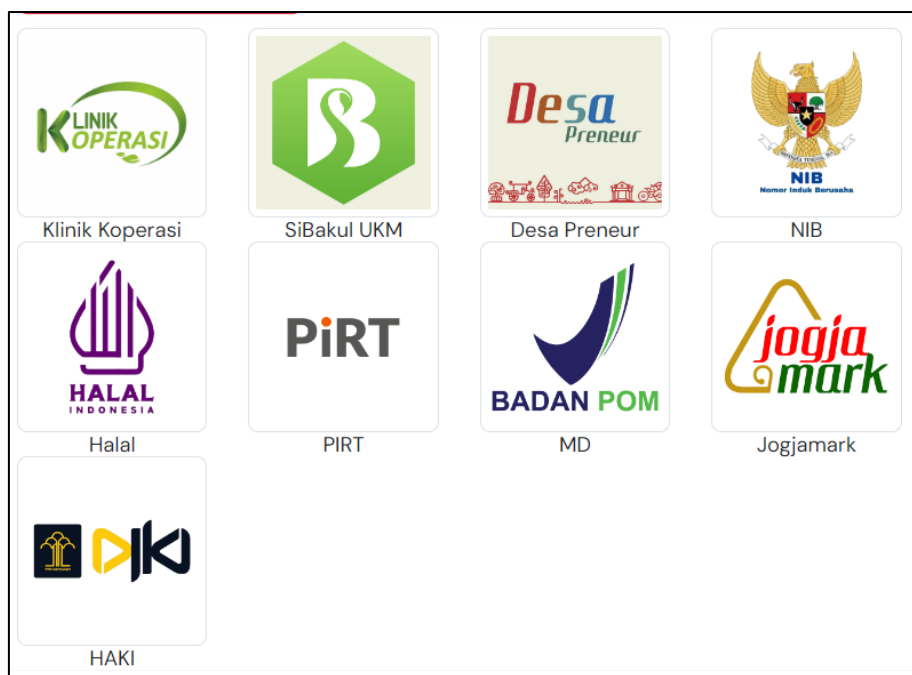 KLINIK
KOPERASI
Klinik Koperasi
B
SiBakul UKM
Desa
Preneur
Desa Preneur
NIB
Nomor Induk Berusaha
NIB
HALAL
INDONESIA
Halal
PiRT
PIRT
BADAN POM
MD
jogja
mark
Jogjamark
DJKI
HAKI